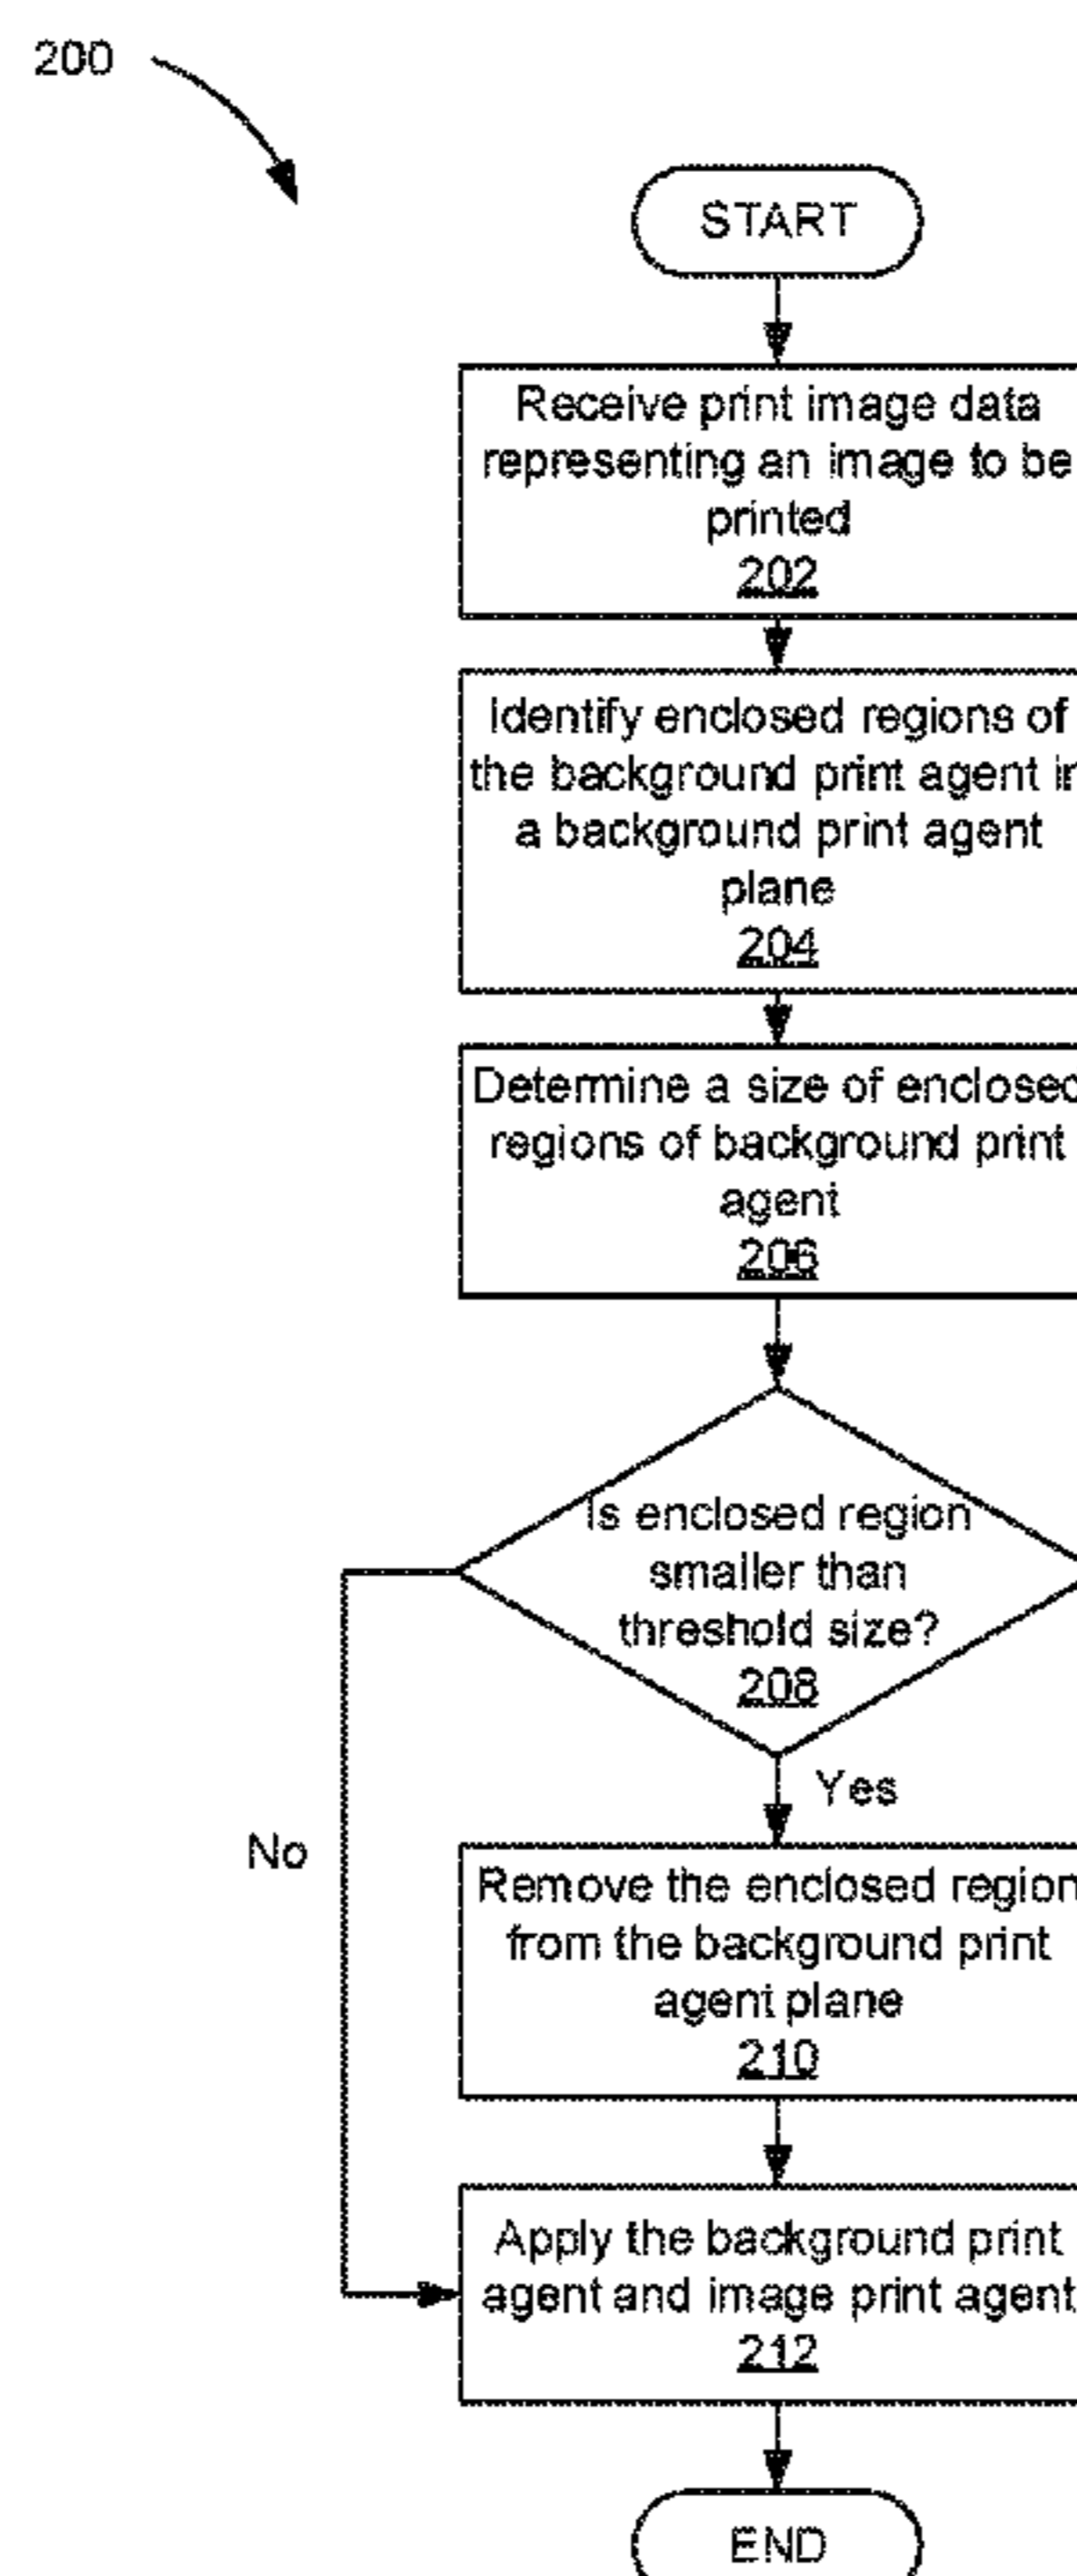 200
START
Receive print image data
representing an image to be
printed
202
Identify enclosed regions of
the background print agent in
a background print agent
plane
204
Determine a size of enclosed
regions of background print
agent
206
Is enclosed region
smaller than
threshold size?
208
Yes
No
Remove the enclosed region
from the background print
agent plane
210
Apply the background print
agent and image print agent
212
END